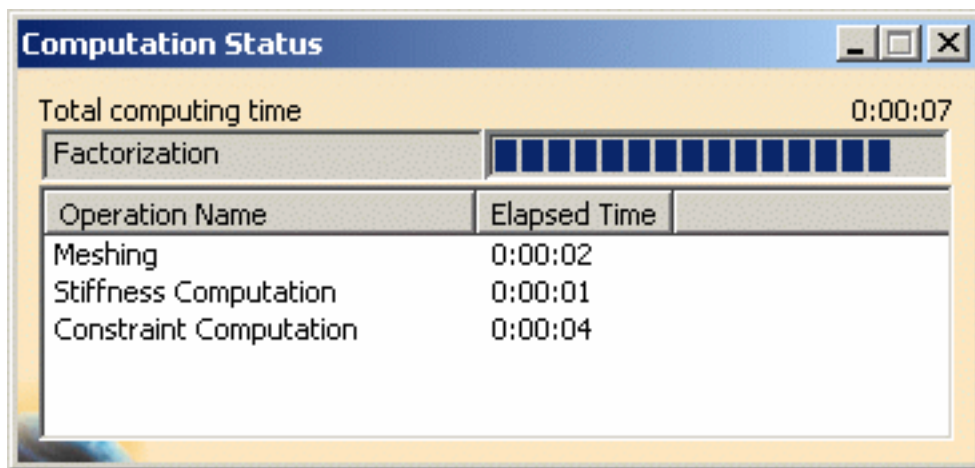 Computation Status
Total computing time 0:00:07
Factorization
Operation Name Elapsed Time
Meshing 0:00:02
Stiffness Computation 0:00:01
Constraint Computation 0:00:04